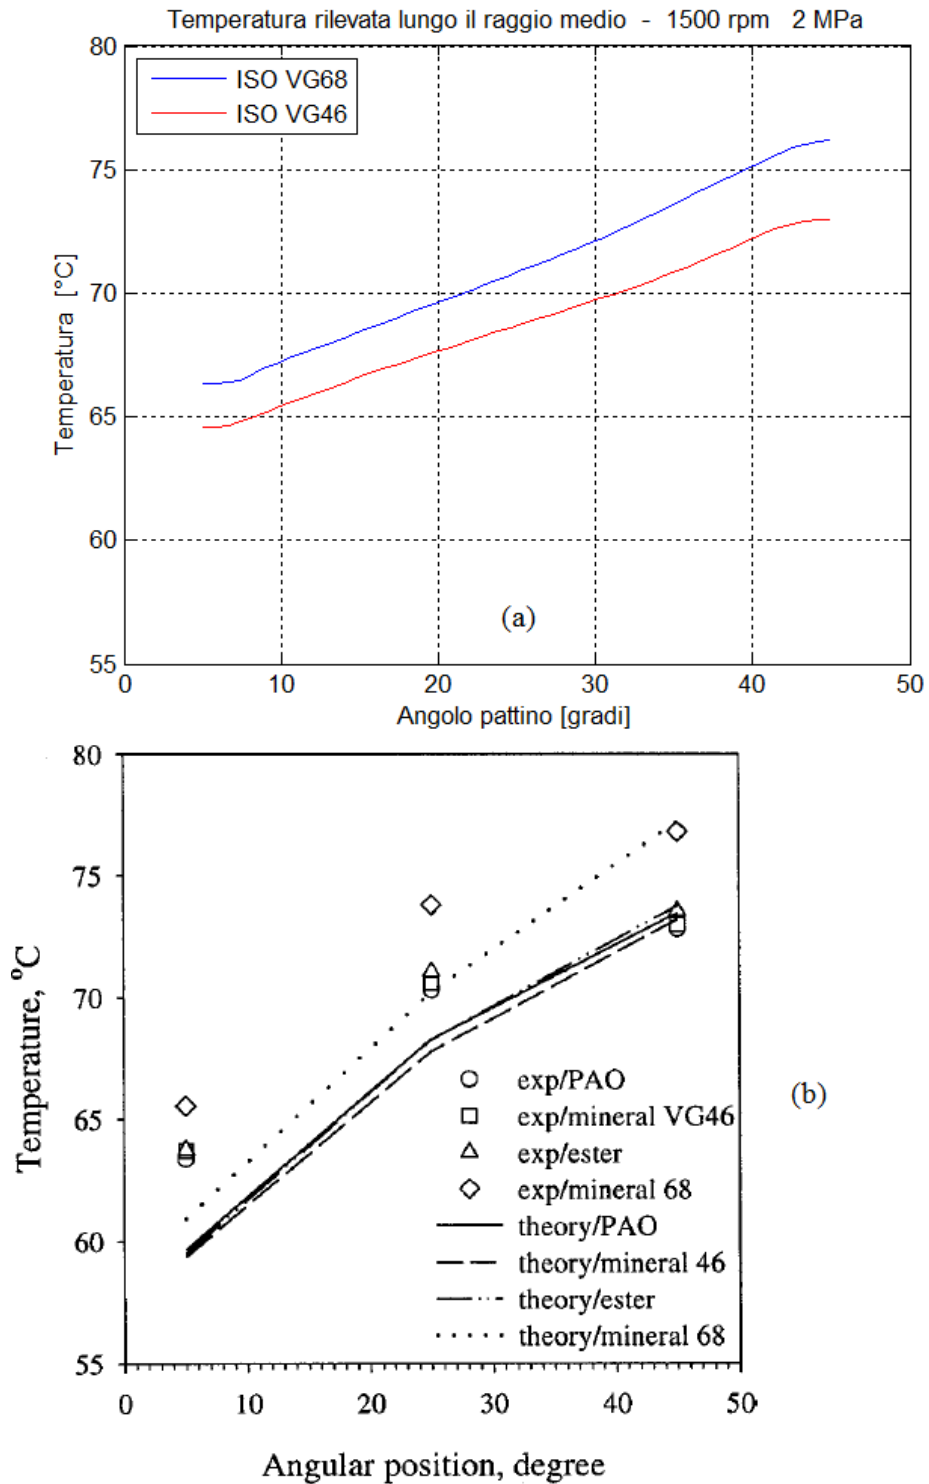 Temperatura rilevata lungo il raggio medio - 1500 rpm 2 MPa
80
75
70
65
60
55
ISO VG68
ISO VG46
Temperatura [°C]
(a)
0 10 20 30 40 50
Angolo pattino [gradi]
80
75
70
65
60
55
Temperature, °C
exp/PAO
exp/mineral VG46
exp/ester
exp/mineral 68
theory/PAO
theory/mineral 46
theory/ester
theory/mineral 68
(b)
0 10 20 30 40 50
Angular position, degree